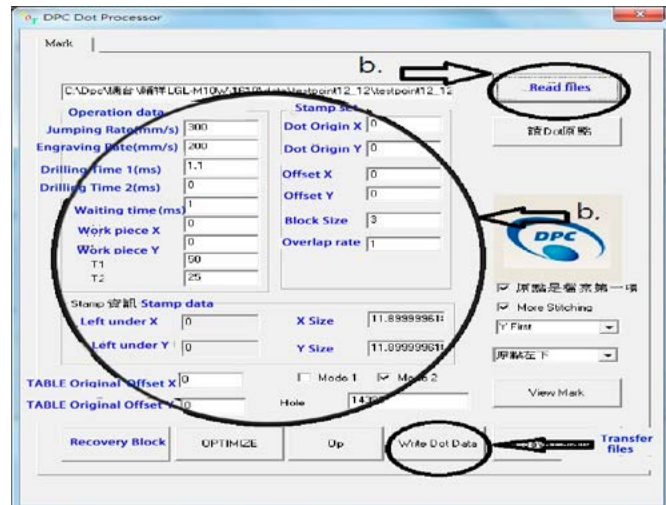 DPC Dot Processor
Mark
b.
Read files
Operation data
Stamp set
Jumping Rate(mm/s) 300
Dot Origin X 0
讀Dot原點
Engraving Rate(mm/s) 200
Dot Origin Y 0
Drilling Time 1(ms) 1.1
Offset X 0
Drilling Time 2(ms) 0
Offset Y 0
Waiting time (ms) 1
b.
Work piece X 0
Block Size 3
DPC
Work piece Y 0
Overlap rate 1
T1 50
T2 25
原點是檔案第一項
Stamp 資訊 Stamp data
More Stitching
Left under X 0
X Size 11.89999961
Y First
Left under Y 0
Y Size 11.89999961
原點左下
TABLE Original Offset X 0
Mode 1
Mode 2
View Mark
TABLE Original Offset Y 0
Hole
Recovery Block
OPTIMIZE
Up
Write Dot Data
Transfer files